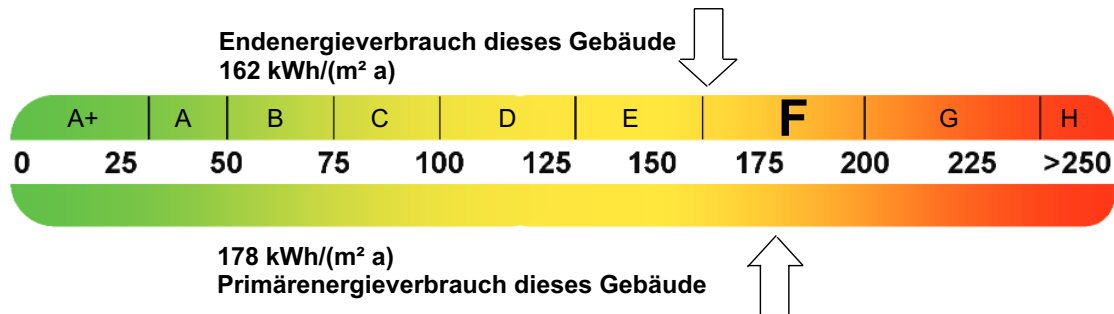 Endenergieverbrauch dieses Gebäude
162 kWh/(m² a)
A+ A B C D E F G H
0 25 50 75 100 125 150 175 200 225 >250
178 kWh/(m² a)
Primärenergieverbrauch dieses Gebäude